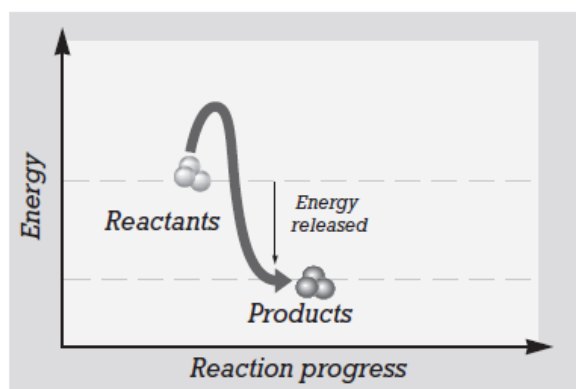 Energy
Reactants
Energy
released
Products
Reaction progress